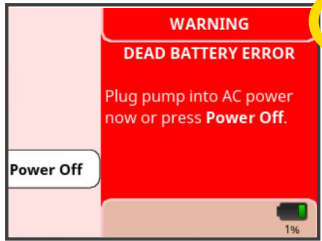 WARNING
DEAD BATTERY ERROR
Plug pump into AC power
now or press Power Off.
Power Off
1%